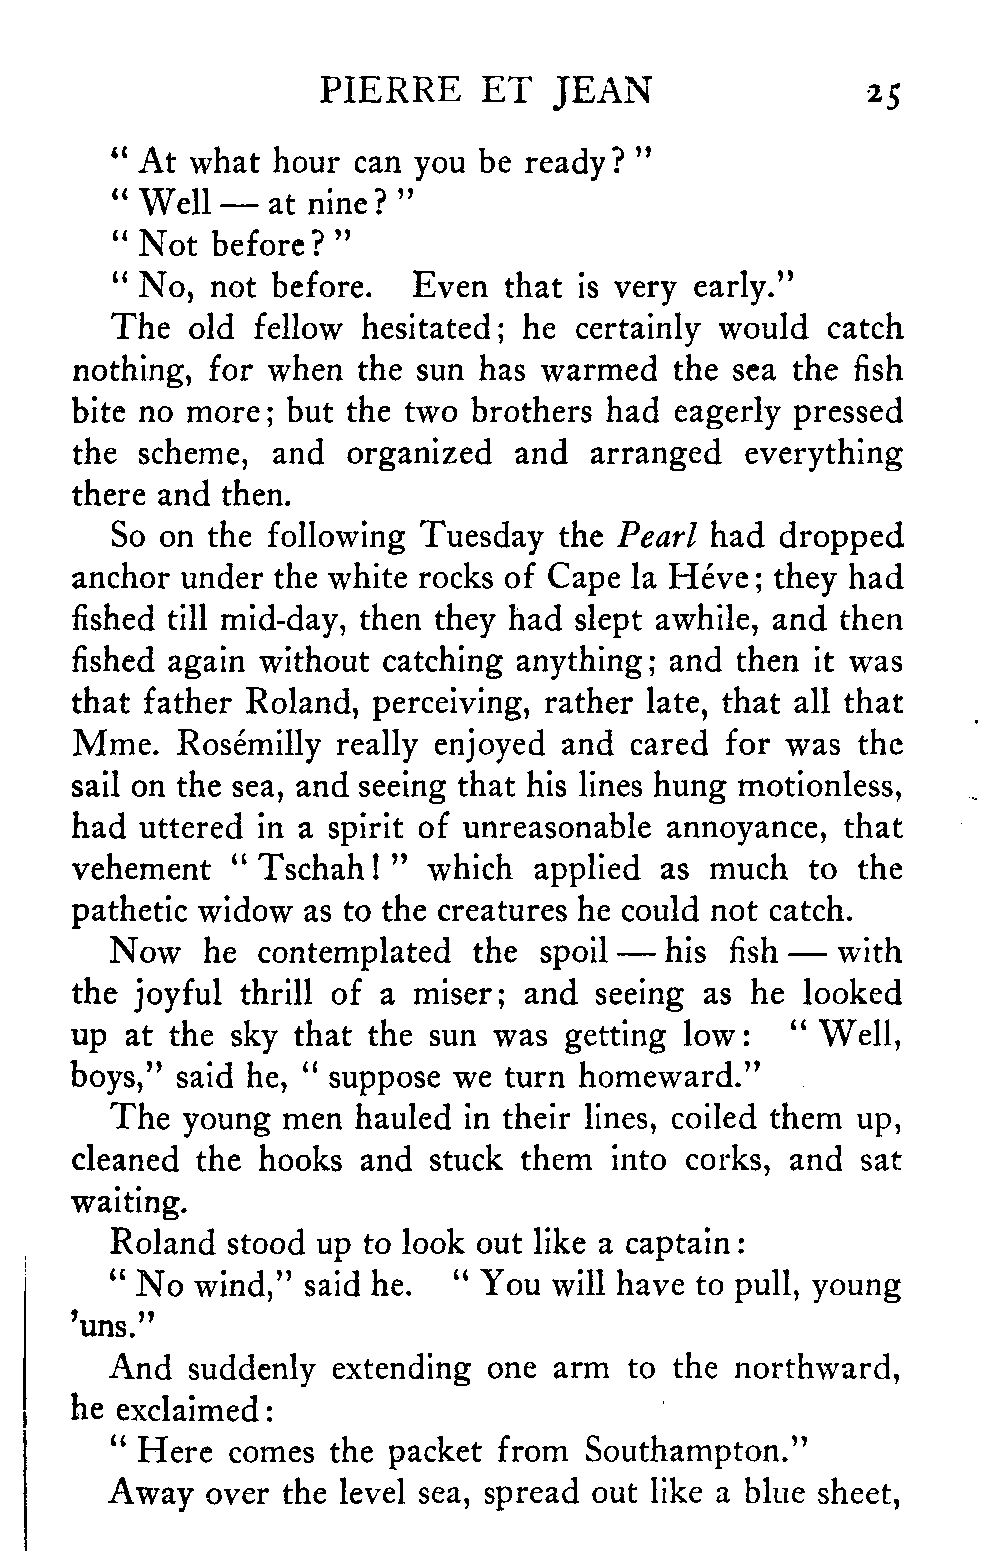 PIERRE ET JEAN 25
“ At what hour can you be ready? ”
“ Well — at nine? ”
“ Not before? ”
“ No, not before. Even that is very early.”
The old fellow hesitated; he certainly would catch
nothing, for when the sun has warmed the sea the fish
bite no more; but the two brothers had eagerly pressed
the scheme, and organized and arranged everything
there and then.
So on the following Tuesday the Pearl had dropped
anchor under the white rocks of Cape la Héve; they had
fished till mid-day, then they had slept awhile, and then
fished again without catching anything; and then it was
that father Roland, perceiving, rather late, that all that
Mme. Rosémilly really enjoyed and cared for was the
sail on the sea, and seeing that his lines hung motionless,
had uttered in a spirit of unreasonable annoyance, that
vehement “ Tschah! ” which applied as much to the
pathetic widow as to the creatures he could not catch.
Now he contemplated the spoil — his fish — with
the joyful thrill of a miser; and seeing as he looked
up at the sky that the sun was getting low: “ Well,
boys,” said he, “ suppose we turn homeward.”
The young men hauled in their lines, coiled them up,
cleaned the hooks and stuck them into corks, and sat
waiting.
Roland stood up to look out like a captain:
“ No wind,” said he. “ You will have to pull, young
’uns.”
And suddenly extending one arm to the northward,
he exclaimed:
“ Here comes the packet from Southampton.”
Away over the level sea, spread out like a blue sheet,